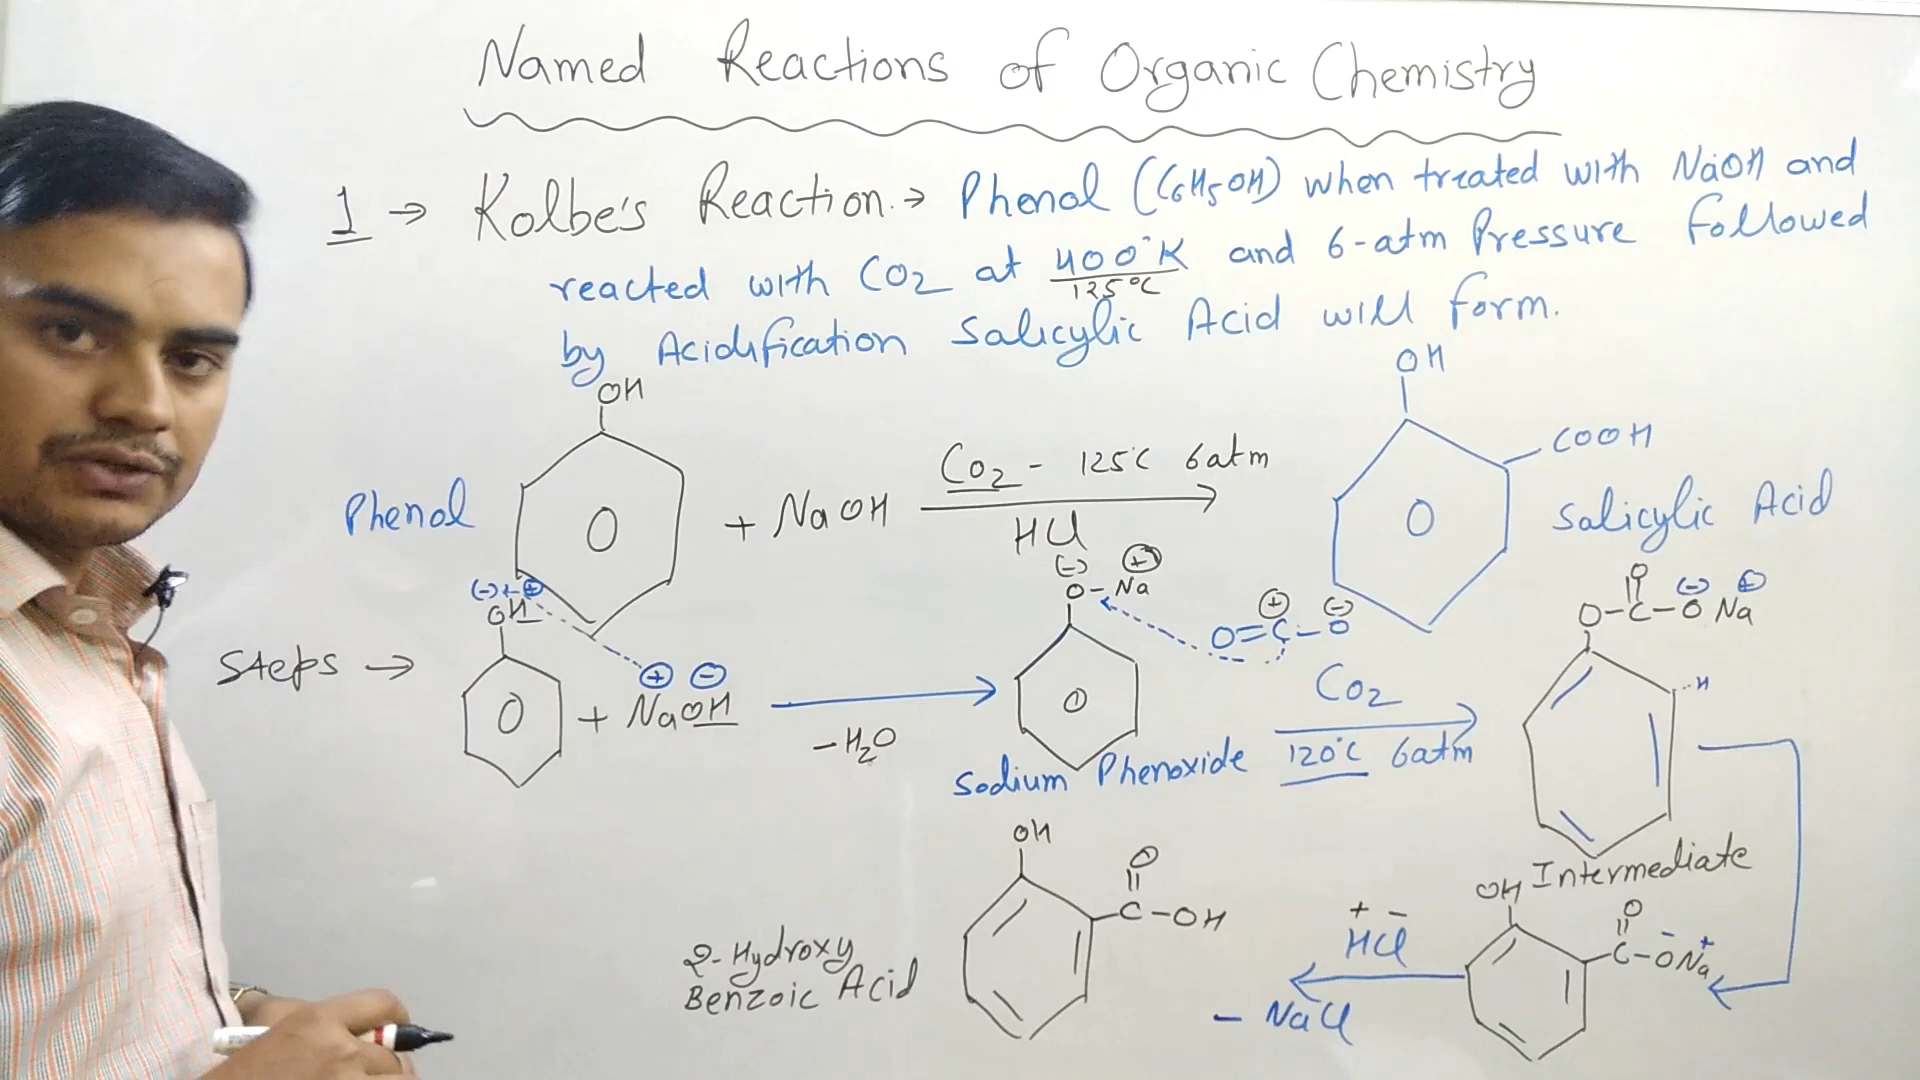 Named Reactions of Organic Chemistry
1 → Kolbe's Reaction.→ Phenol (C6H5OH) when treated with NaOH and
reacted with CO2 at 400°K and 6-atm Pressure followed
125°C
by Acidification Salicylic Acid will form.
OH
OH
COOH
CO2 - 125°C 6atm
Phenol
+ NaOH
HCl
Salicylic Acid
(-) (+)
O-Na
(-) (+)
OH
(+) (-)
O=C-O
O
(-) (+)
O-C-O Na
Steps →
+ (+) (-)
NaOH
-H2O
CO2
120°C 6atm
H
Sodium Phenoxide
Intermediate
OH
O
C-OH
2-Hydroxy
Benzoic Acid
+ -
HCl
- NaCl
OH
O
- +
C-O Na